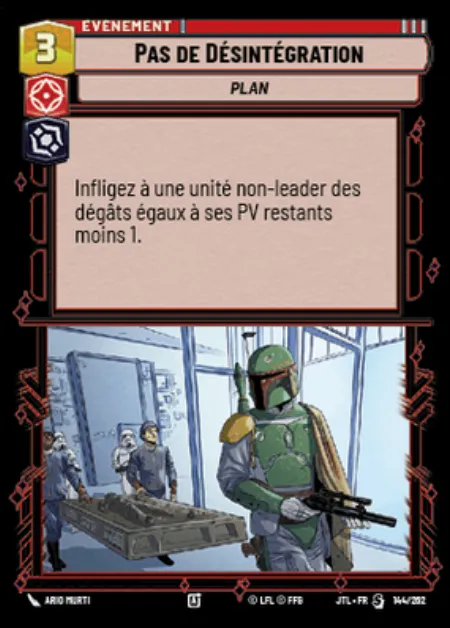 ÉVÉNEMENT
3
PAS DE DÉSINTÉGRATION
PLAN
Infligez à une unité non-leader des
dégâts égaux à ses PV restants
moins 1.
ARIO MURTI
© LFL © FFG
JTL • FR
144/262